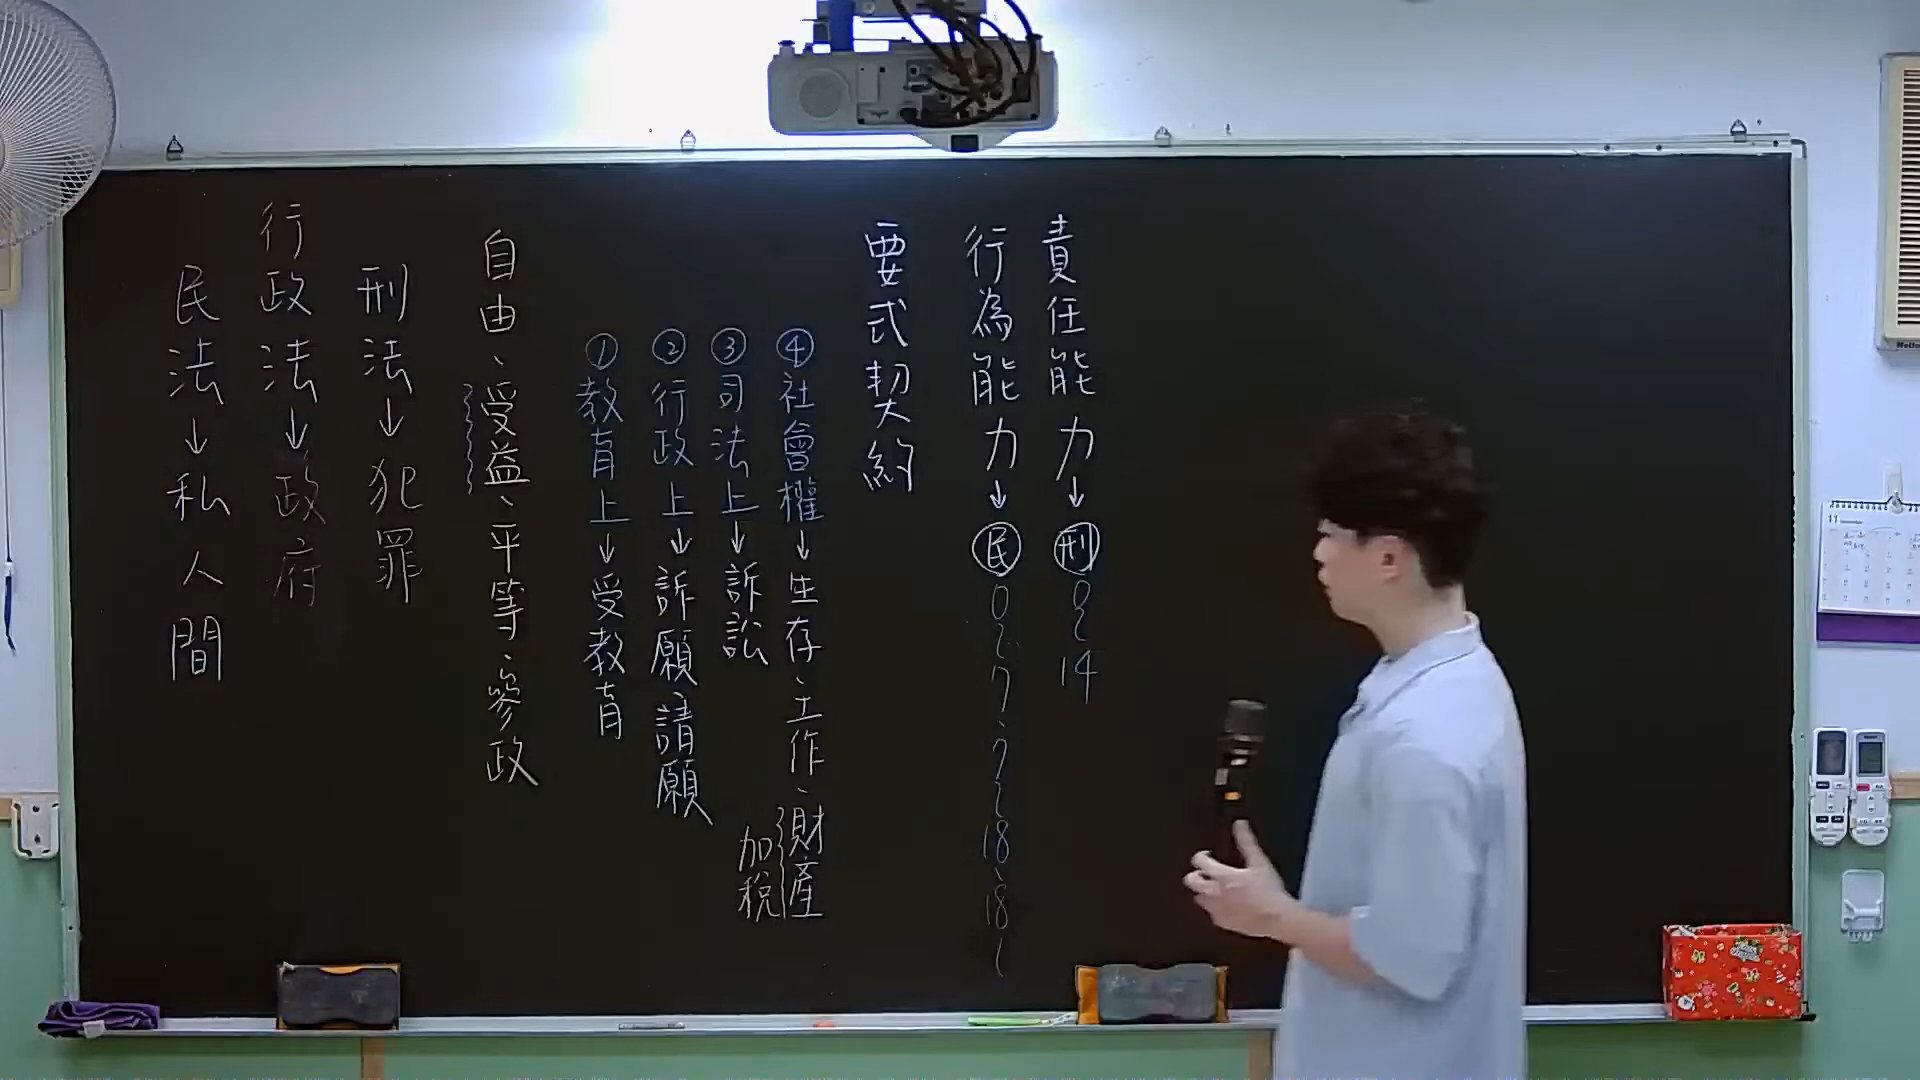 責任能力→刑 0~14
行為能力→民 0~7、7~18、18~
要式契約
④社會權→生存、工作、財產
加稅
③司法上→訴訟
②行政上→訴願、請願
①教育上→受教育
自由、受益、平等、參政
刑法→犯罪
行政法→政府
民法→私人間
11